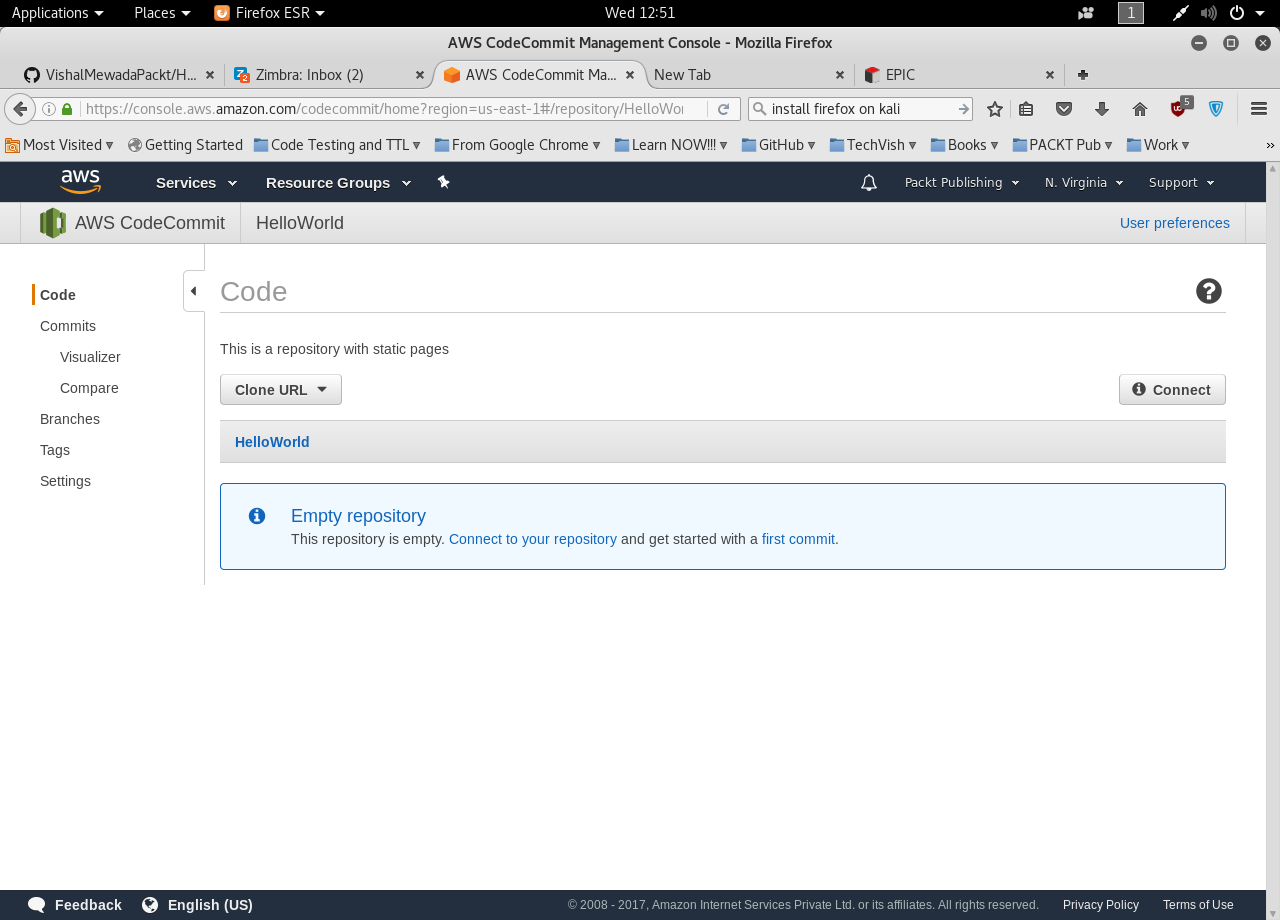 Applications Places Firefox ESR Wed 12:51 1
AWS CodeCommit Management Console - Mozilla Firefox
VishalMewadaPackt/H... Zimbra: Inbox (2) AWS CodeCommit Ma... New Tab EPIC
https://console.aws.amazon.com/codecommit/home?region=us-east-1#/repository/HelloWor install firefox on kali 5
Most Visited Getting Started Code Testing and TTL From Google Chrome Learn NOW!!! GitHub TechVish Books PACKT Pub Work »
aws Services Resource Groups Packt Publishing N. Virginia Support
AWS CodeCommit HelloWorld User preferences
Code
Commits
Visualizer
Compare
Branches
Tags
Settings
Code
This is a repository with static pages
Clone URL Connect
HelloWorld
Empty repository
This repository is empty. Connect to your repository and get started with a first commit.
Feedback English (US) © 2008 - 2017, Amazon Internet Services Private Ltd. or its affiliates. All rights reserved. Privacy Policy Terms of Use